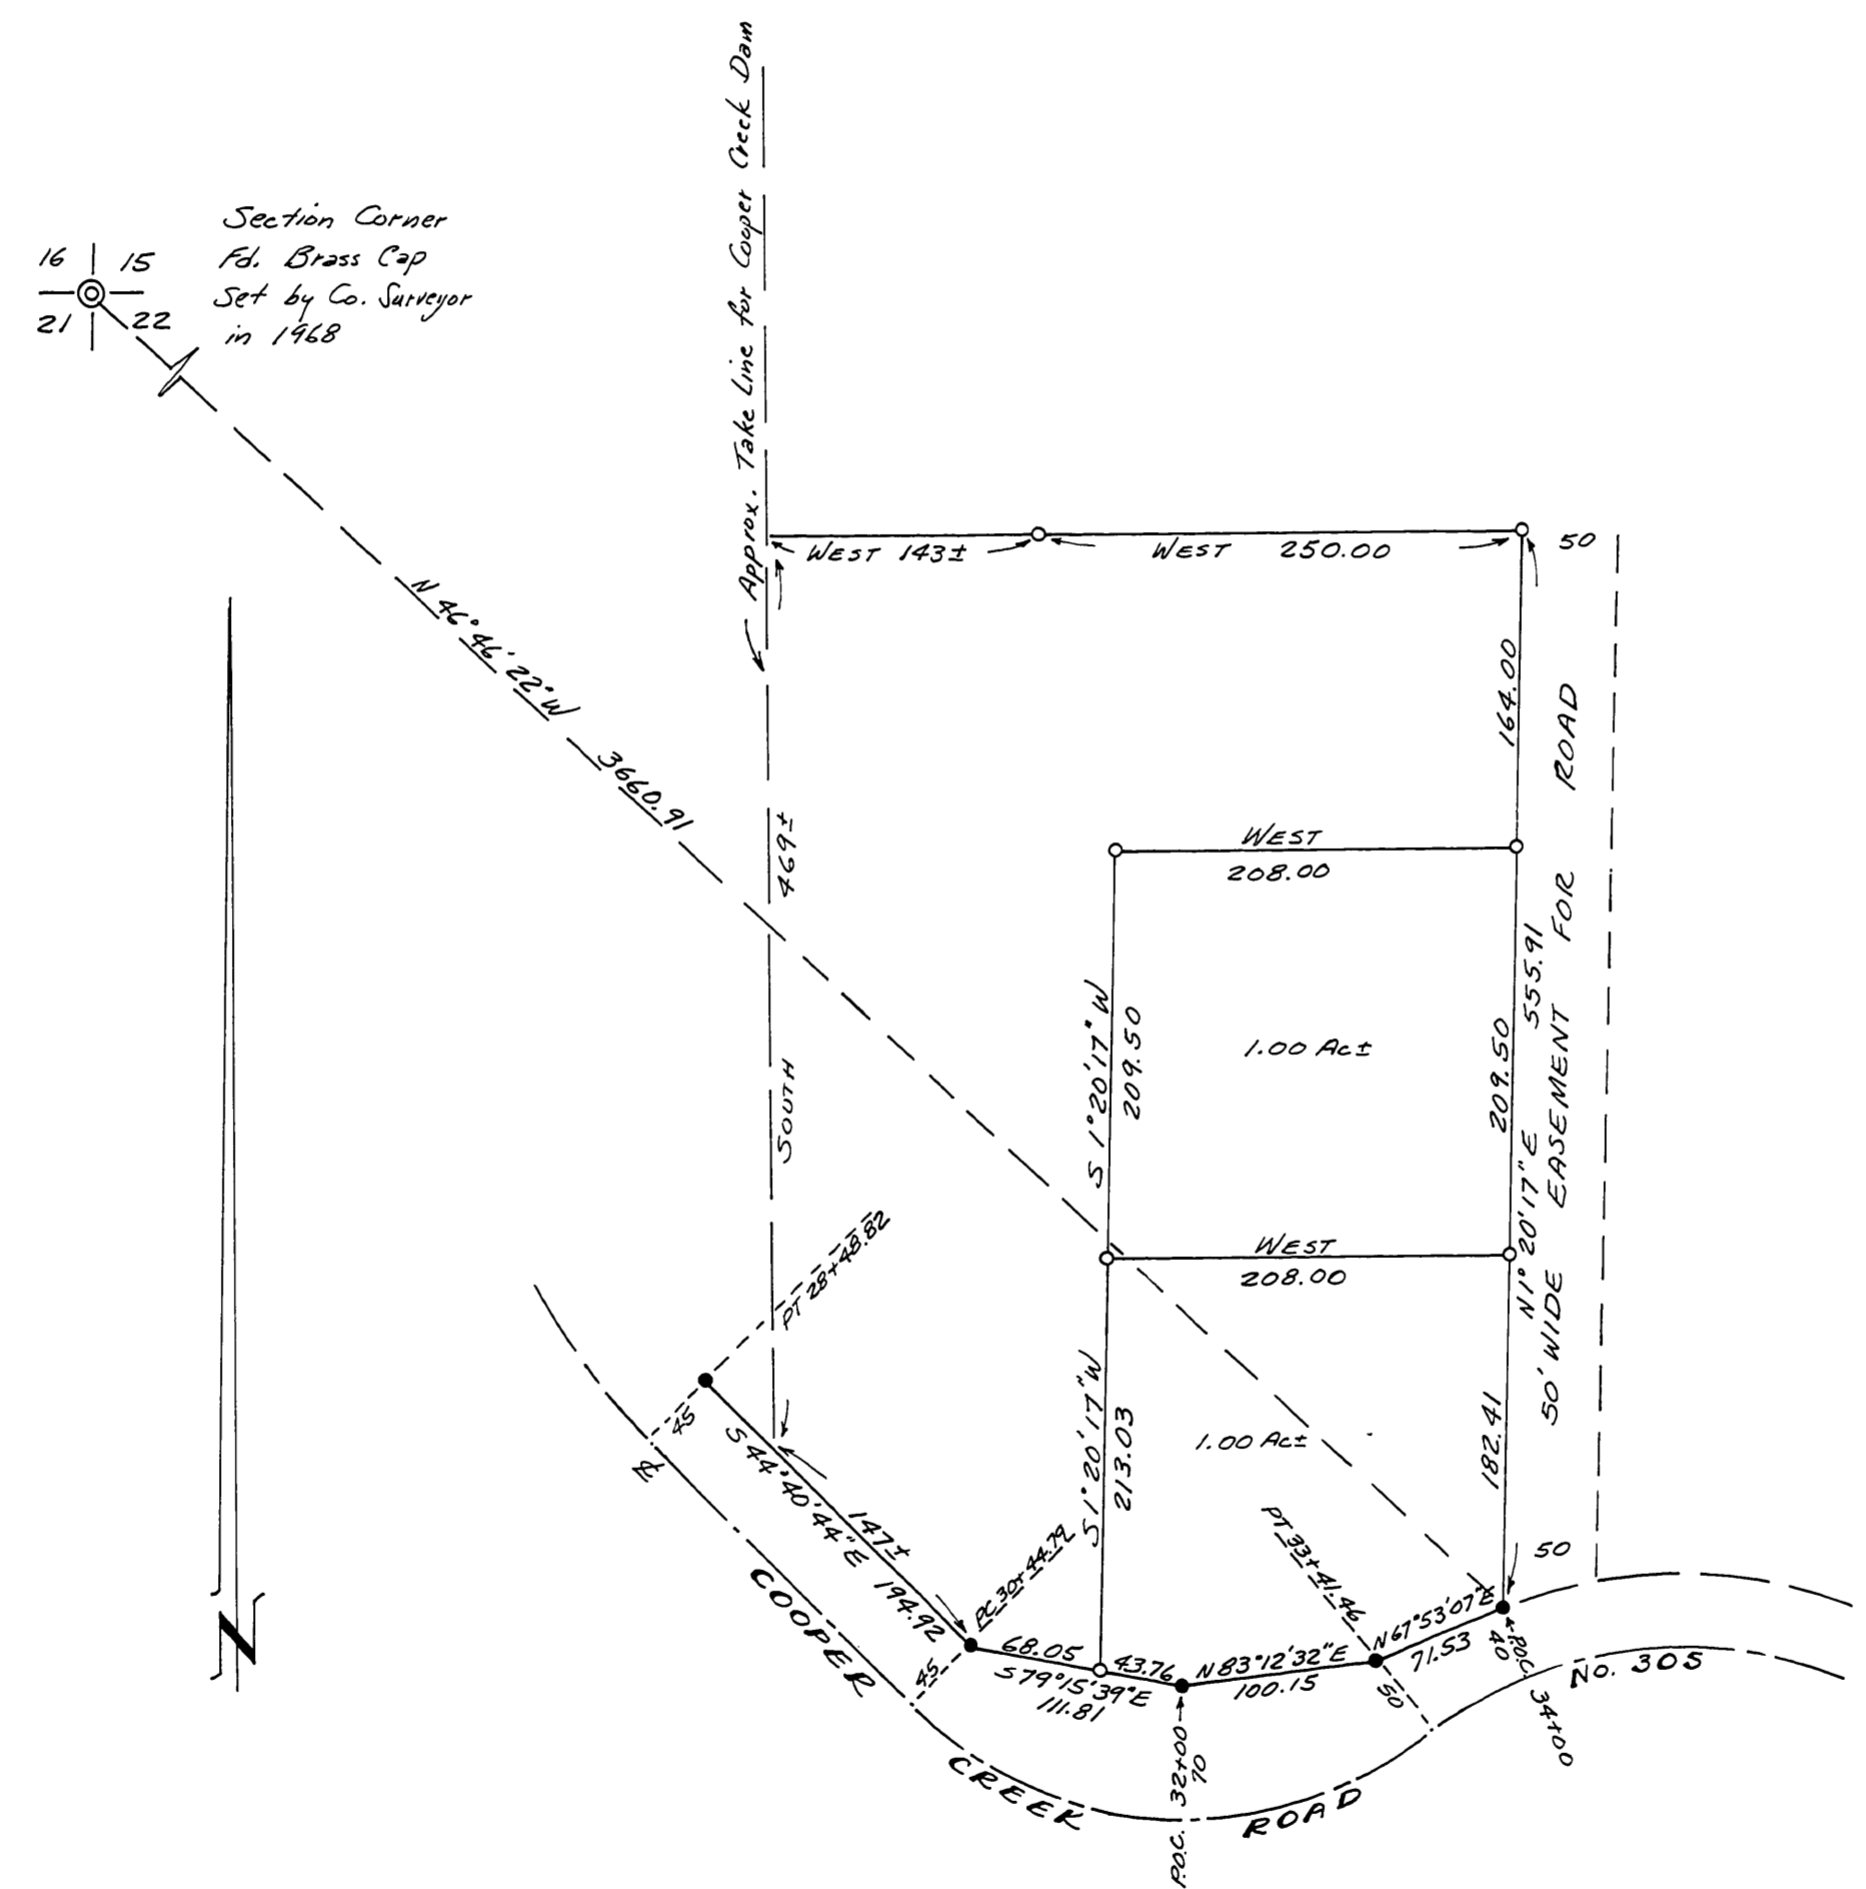 Approx. Take Line for Cooper Creek Dam
Section Corner
Fd. Brass Cap
Set by Co. Surveyor
in 1968
16 15
21 22
N 46°46'22"W 3660.91
WEST 143±
WEST 250.00
50
164.00
469±
SOUTH
WEST
208.00
S 1°20'17"W
209.50
1.00 Ac±
209.50
N1°20'17"E 555.91
50' WIDE EASEMENT FOR ROAD
WEST
208.00
PT 28+48.82
45
S 44°40'44"E 194.92
147±
S1°20'17"W
213.03
1.00 Ac±
182.41
50
PC 30+44.79
45
68.05
43.76
S79°15'39"E
111.81
N83°12'32"E
100.15
PT 33+41.46
50
N67°53'07"E
71.53
P.O.C. 34+00
40
P.O.C. 32+00
70
COOPER
CREEK
ROAD
No. 305
N